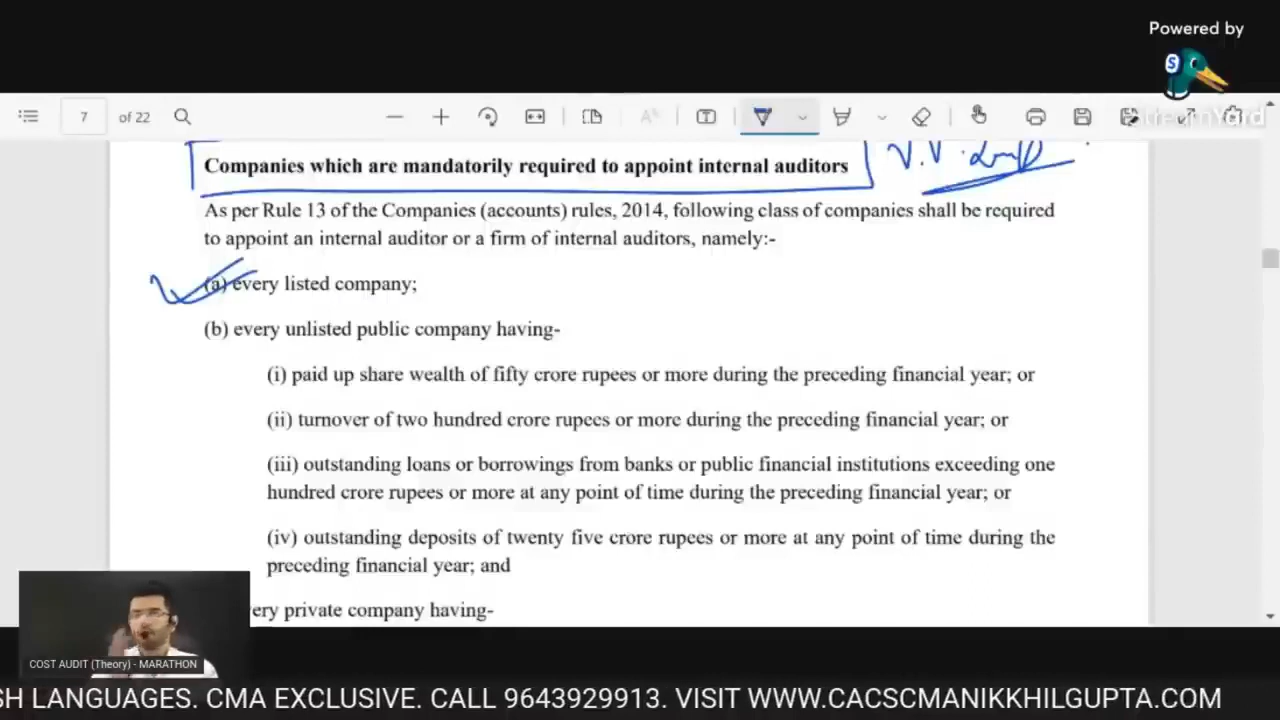 Powered by
S
7
of 22
Companies which are mandatorily required to appoint internal auditors
V.V.
As per Rule 13 of the Companies (accounts) rules, 2014, following class of companies shall be required
to appoint an internal auditor or a firm of internal auditors, namely:-
(a) every listed company;
(b) every unlisted public company having-
(i) paid up share wealth of fifty crore rupees or more during the preceding financial year; or
(ii) turnover of two hundred crore rupees or more during the preceding financial year; or
(iii) outstanding loans or borrowings from banks or public financial institutions exceeding one
hundred crore rupees or more at any point of time during the preceding financial year; or
(iv) outstanding deposits of twenty five crore rupees or more at any point of time during the
preceding financial year; and
very private company having-
COST AUDIT (Theory) - MARATHON
SH LANGUAGES. CMA EXCLUSIVE. CALL 9643929913. VISIT WWW.CACSCMANIKKHILGUPTA.COM